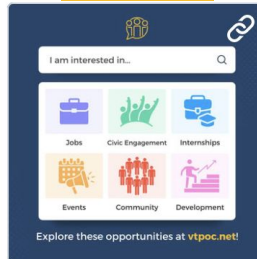 I am interested in...
Jobs
Civic Engagement
Internships
Events
Community
Development
Explore these opportunities at vtpoc.net!